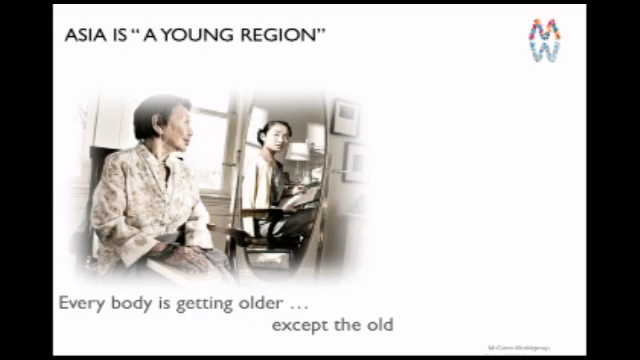 ASIA IS “ A YOUNG REGION”
M
W
Every body is getting older …
except the old